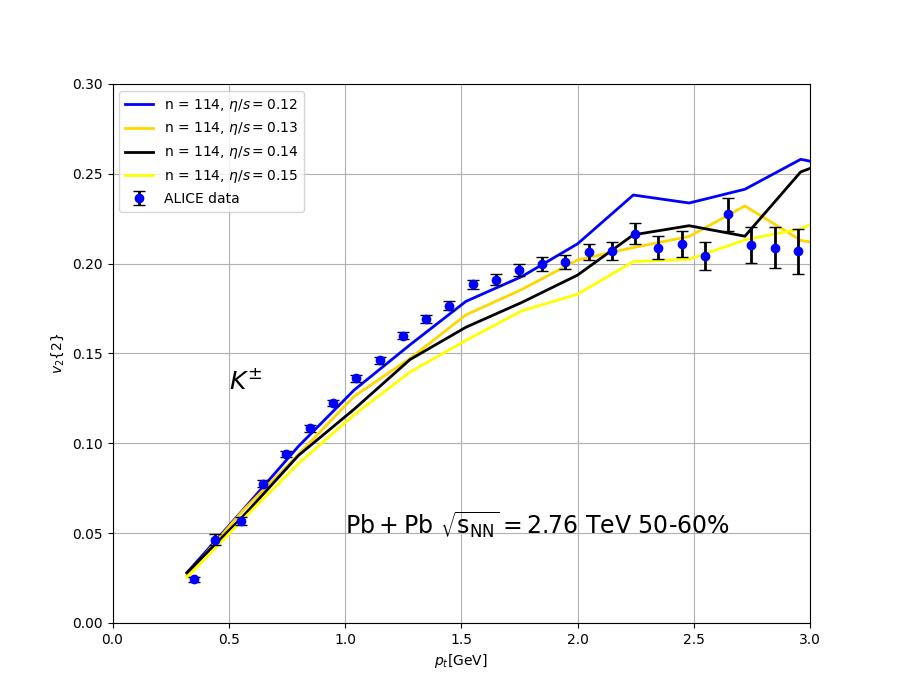 0.30
0.25
0.20
0.15
0.10
0.05
0.00
v₂{2}
n = 114, η/s = 0.12
n = 114, η/s = 0.13
n = 114, η/s = 0.14
n = 114, η/s = 0.15
ALICE data
K±
Pb + Pb √sNN = 2.76 TeV 50-60%
0.0 0.5 1.0 1.5 2.0 2.5 3.0
pt[GeV]